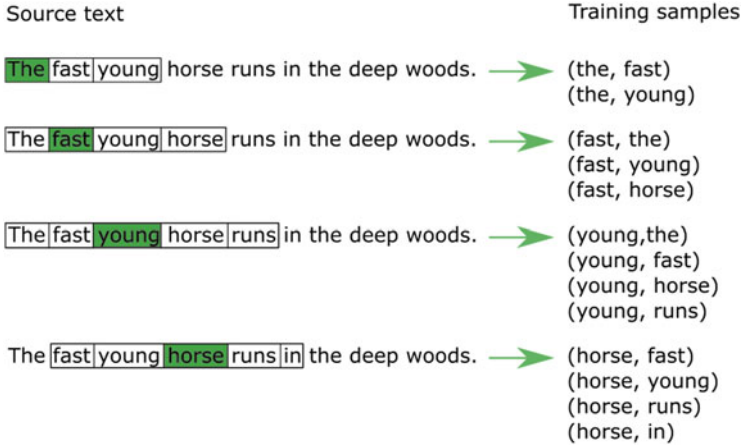 Source text
Training samples
The fast young horse runs in the deep woods.
(the, fast)
(the, young)
The fast young horse runs in the deep woods.
(fast, the)
(fast, young)
(fast, horse)
The fast young horse runs in the deep woods.
(young,the)
(young, fast)
(young, horse)
(young, runs)
The fast young horse runs in the deep woods.
(horse, fast)
(horse, young)
(horse, runs)
(horse, in)